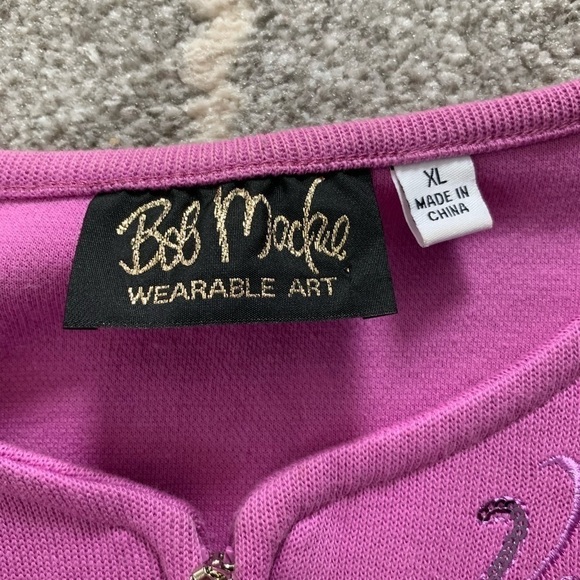 Bob Mackie
WEARABLE ART
XL
MADE IN
CHINA